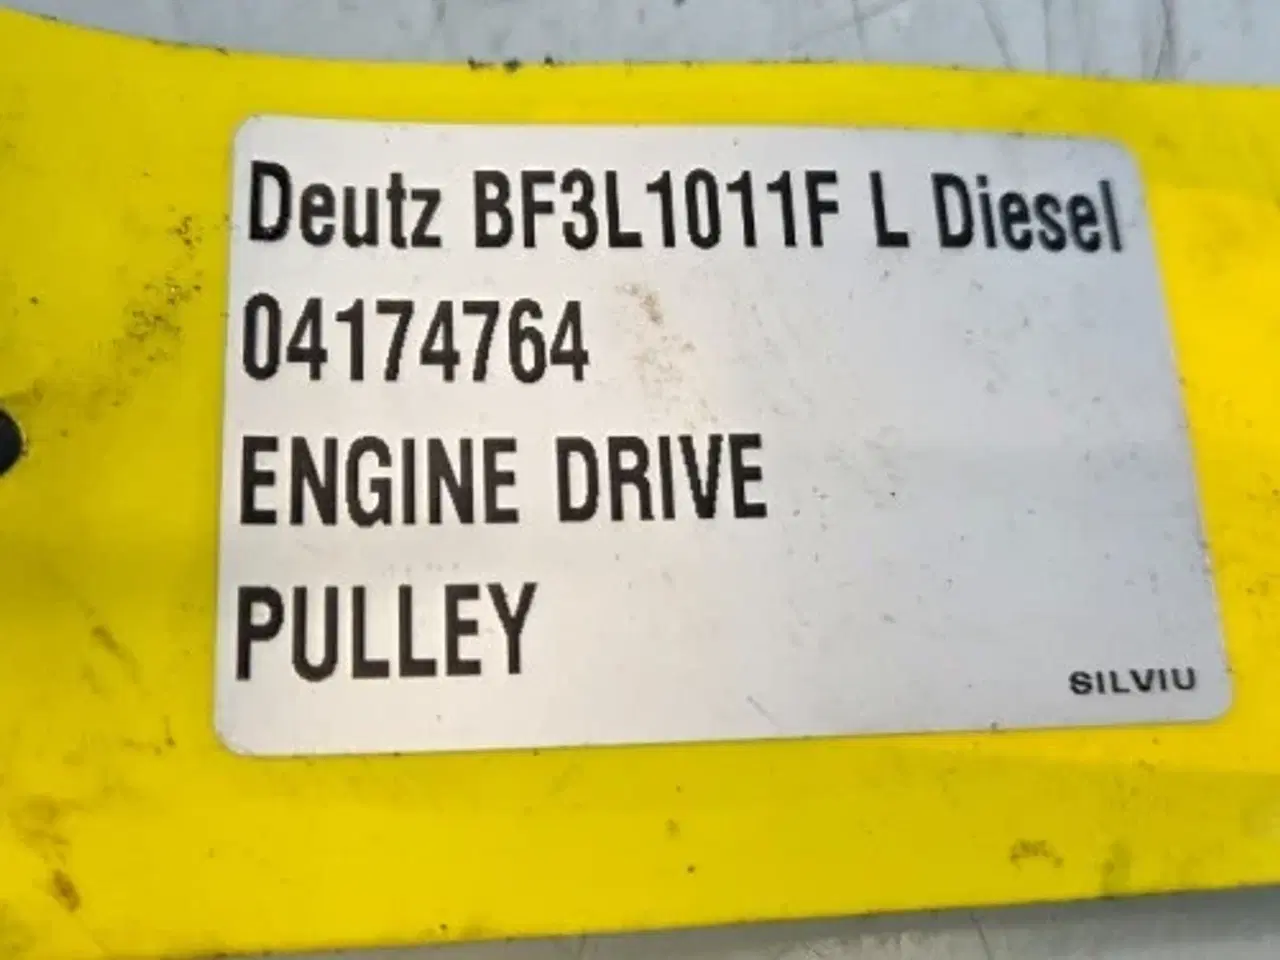 Deutz BF3L1011F L Diesel
04174764
ENGINE DRIVE
PULLEY
SILVIU